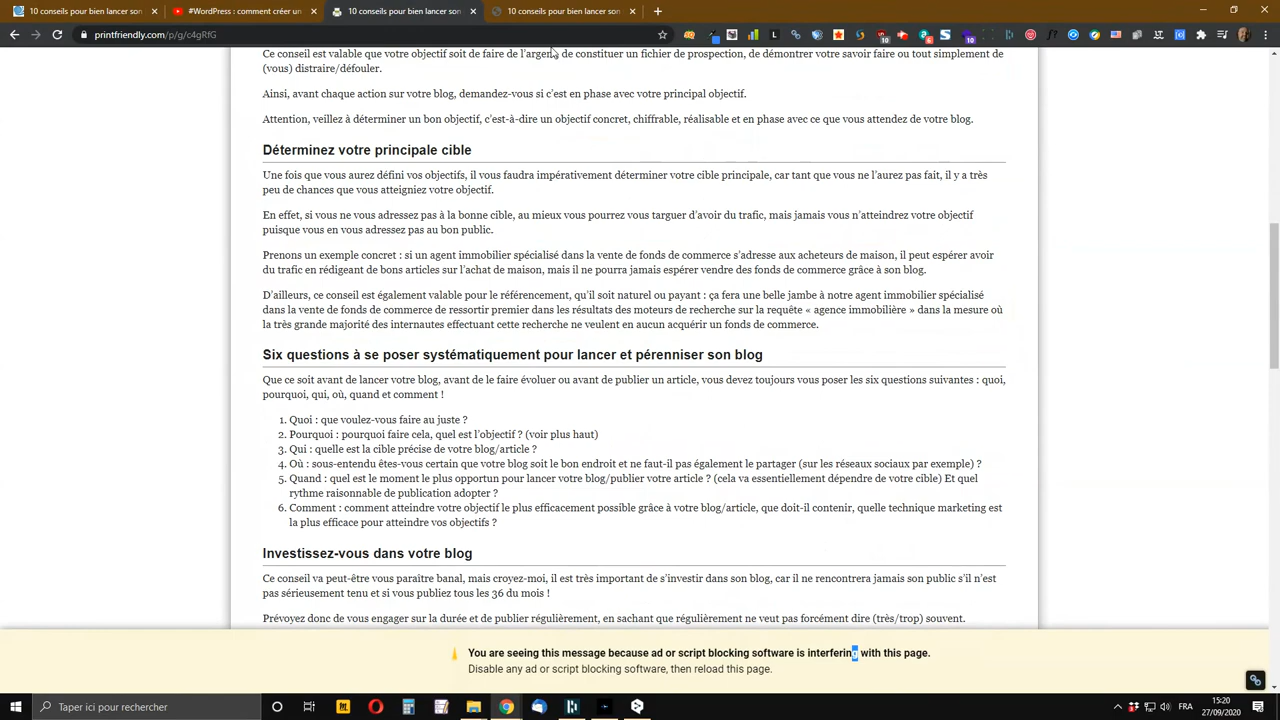 10 conseils pour bien lancer son
#WordPress : comment créer un
10 conseils pour bien lancer son
10 conseils pour bien lancer son
printfriendly.com/p/g/c4grfG
Ce conseil est valable que votre objectif soit de faire de l'argent, de constituer un fichier de prospection, de démontrer votre savoir faire ou tout simplement de
(vous) distraire/défouler.
Ainsi, avant chaque action sur votre blog, demandez-vous si c'est en phase avec votre principal objectif.
Attention, veillez à déterminer un bon objectif, c'est-à-dire un objectif concret, chiffrable, réalisable et en phase avec ce que vous attendez de votre blog.
Déterminez votre principale cible
Une fois que vous aurez défini vos objectifs, il vous faudra impérativement déterminer votre cible principale, car tant que vous ne l'aurez pas fait, il y a très
peu de chances que vous atteigniez votre objectif.
En effet, si vous ne vous adressez pas à la bonne cible, au mieux vous pourrez vous targuer d'avoir du trafic, mais jamais vous n'atteindrez votre objectif
puisque vous en vous adressez pas au bon public.
Prenons un exemple concret : si un agent immobilier spécialisé dans la vente de fonds de commerce s'adresse aux acheteurs de maison, il peut espérer avoir
du trafic en rédigeant de bons articles sur l'achat de maison, mais il ne pourra jamais espérer vendre des fonds de commerce grâce à son blog.
D'ailleurs, ce conseil est également valable pour le référencement, qu'il soit naturel ou payant : ça fera une belle jambe à notre agent immobilier spécialisé
dans la vente de fonds de commerce de ressortir premier dans les résultats des moteurs de recherche sur la requête « agence immobilière » dans la mesure où
la très grande majorité des internautes effectuant cette recherche ne veulent en aucun acquérir un fonds de commerce.
Six questions à se poser systématiquement pour lancer et pérenniser son blog
Que ce soit avant de lancer votre blog, avant de le faire évoluer ou avant de publier un article, vous devez toujours vous poser les six questions suivantes : quoi,
pourquoi, qui, où, quand et comment !
1. Quoi : que voulez-vous faire au juste ?
2. Pourquoi : pourquoi faire cela, quel est l'objectif ? (voir plus haut)
3. Qui : quelle est la cible précise de votre blog/article ?
4. Où : sous-entendu êtes-vous certain que votre blog soit le bon endroit et ne faut-il pas également le partager (sur les réseaux sociaux par exemple) ?
5. Quand : quel est le moment le plus opportun pour lancer votre blog/publier votre article ? (cela va essentiellement dépendre de votre cible) Et quel
rythme raisonnable de publication adopter ?
6. Comment : comment atteindre votre objectif le plus efficacement possible grâce à votre blog/article, que doit-il contenir, quelle technique marketing est
la plus efficace pour atteindre vos objectifs ?
Investissez-vous dans votre blog
Ce conseil va peut-être vous paraître banal, mais croyez-moi, il est très important de s'investir dans son blog, car il ne rencontrera jamais son public s'il n'est
pas sérieusement tenu et si vous publiez tous les 36 du mois !
Prévoyez donc de vous engager sur la durée et de publier régulièrement, en sachant que régulièrement ne veut pas forcément dire (très/trop) souvent.
You are seeing this message because ad or script blocking software is interfering with this page.
Disable any ad or script blocking software, then reload this page.
Taper ici pour rechercher
FRA
15:20
27/09/2020